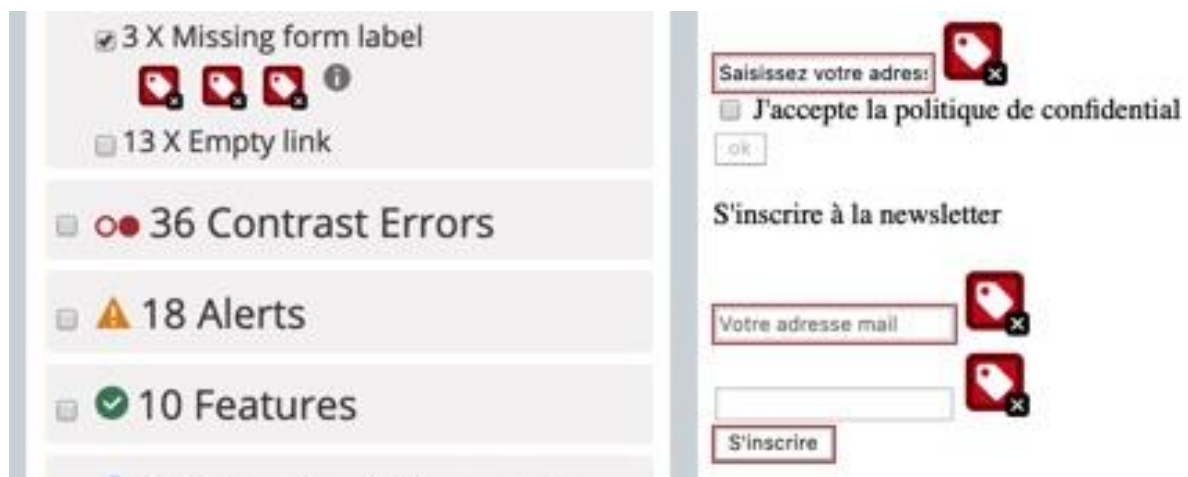 3 X Missing form label
13 X Empty link
36 Contrast Errors
18 Alerts
10 Features
Saisissez votre adres
J'accepte la politique de confidential
ok
S'inscrire à la newsletter
Votre adresse mail
S'inscrire